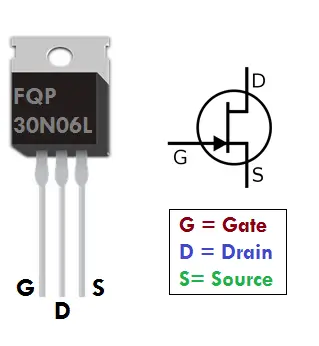 FQP
30N06L
G
D
S
D
G
S
G = Gate
D = Drain
S= Source